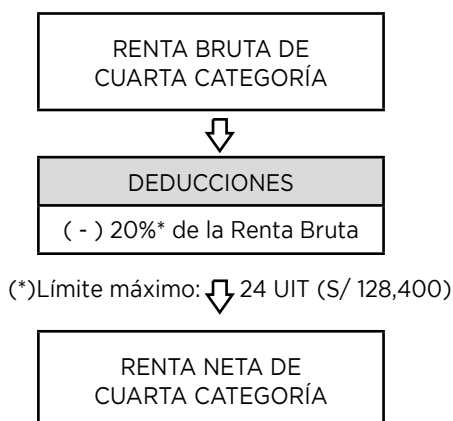 RENTA BRUTA DE
CUARTA CATEGORÍA
DEDUCCIONES
( - ) 20%* de la Renta Bruta
(*)Límite máximo: 24 UIT (S/ 128,400)
RENTA NETA DE
CUARTA CATEGORÍA